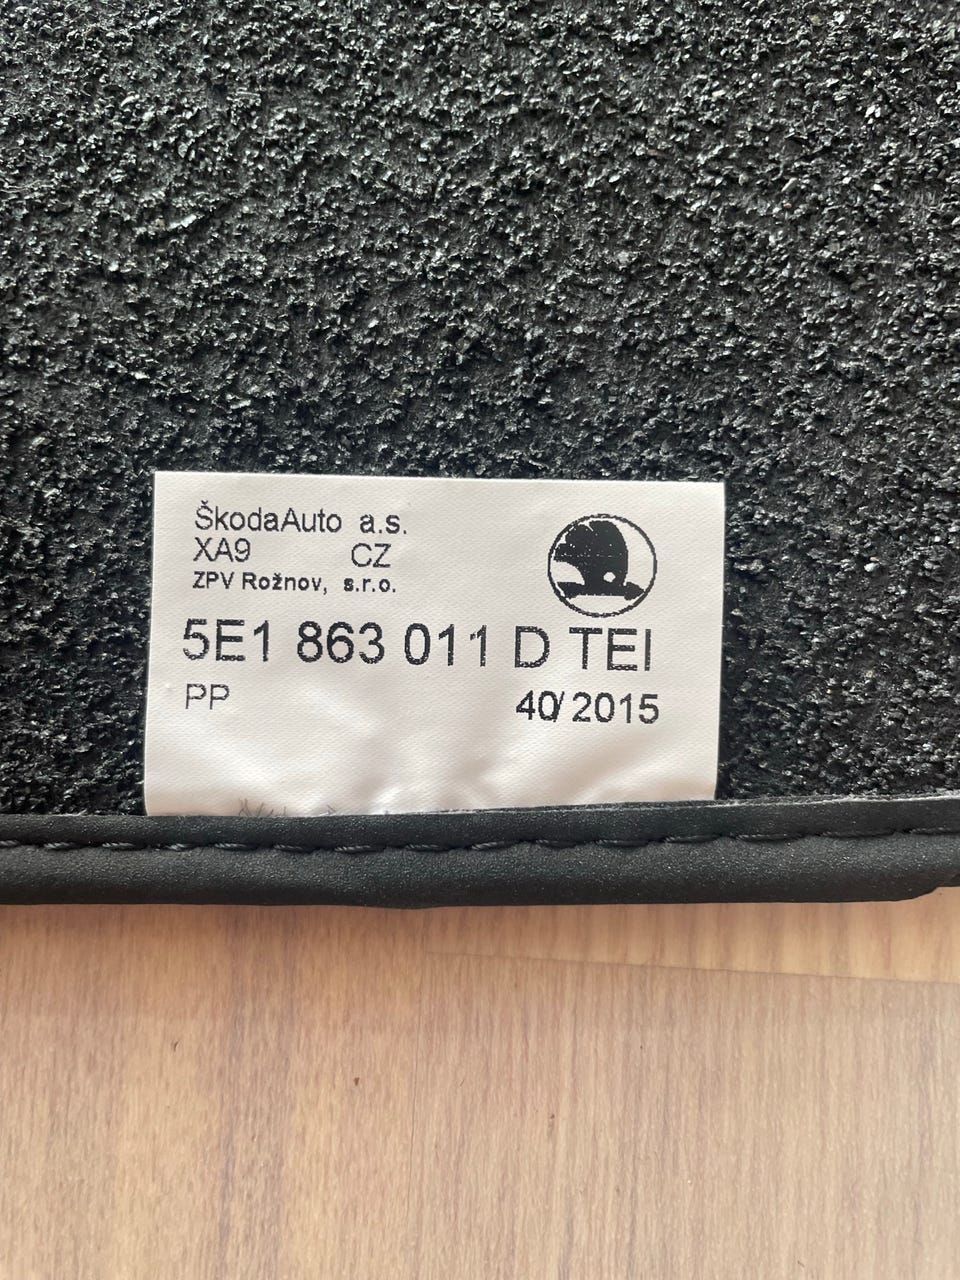 ŠkodaAuto a.s.
XA9 CZ
ZPV Rožnov, s.r.o.
5E1 863 011 D TEI
PP 40/2015